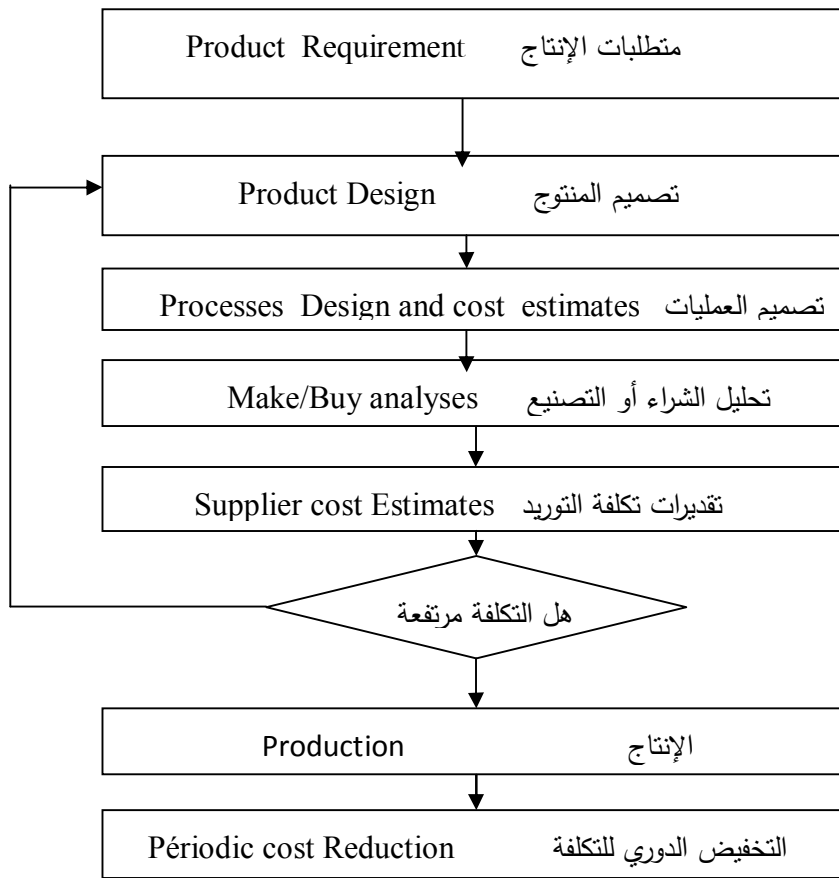 Product Requirement متطلبات الإنتاج
Product Design تصميم المنتوج
Processes Design and cost estimates تصميم العمليات
Make/Buy analyses تحليل الشراء أو التصنيع
Supplier cost Estimates تقديرات تكلفة التوريد
هل التكلفة مرتفعة
Production الإنتاج
Périodic cost Reduction التخفيض الدوري للتكلفة